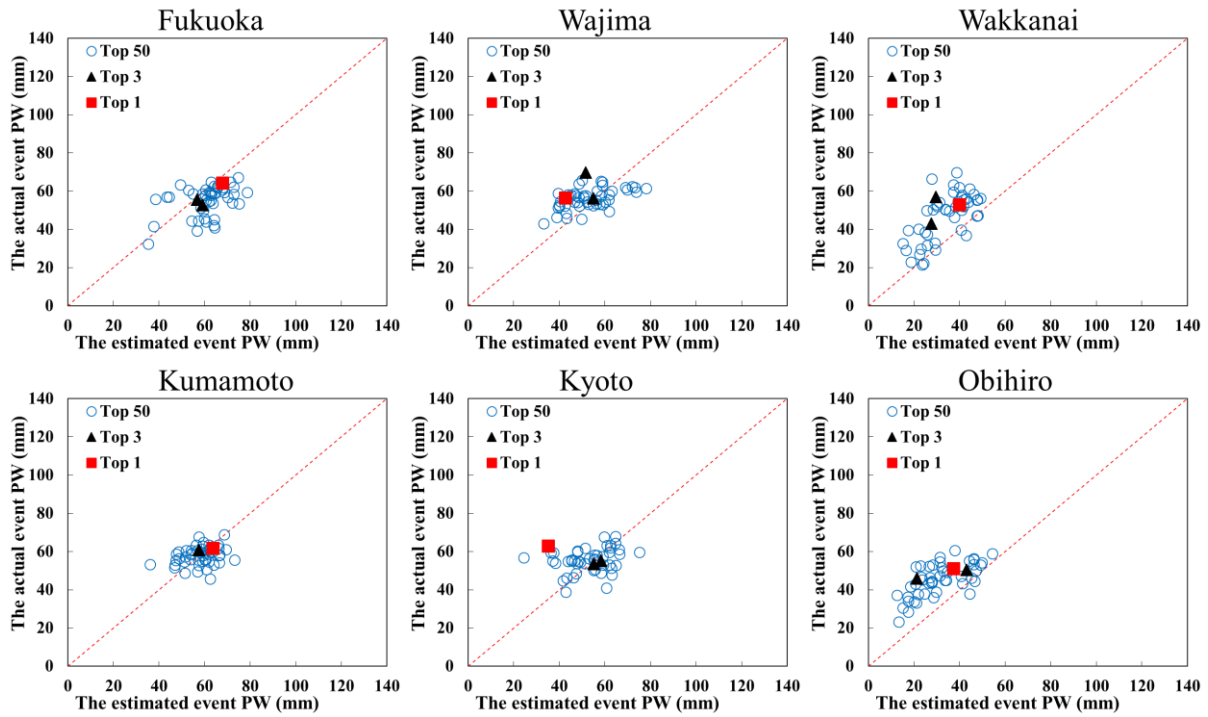 Fukuoka
140
120
100
80
60
40
20
0
The actual event PW (mm)
Top 50
Top 3
Top 1
0 20 40 60 80 100 120 140
The estimated event PW (mm)
Wajima
140
120
100
80
60
40
20
0
The actual event PW (mm)
Top 50
Top 3
Top 1
0 20 40 60 80 100 120 140
The estimated event PW (mm)
Wakkanai
140
120
100
80
60
40
20
0
The actual event PW (mm)
Top 50
Top 3
Top 1
0 20 40 60 80 100 120 140
The estimated event PW (mm)
Kumamoto
140
120
100
80
60
40
20
0
The actual event PW (mm)
Top 50
Top 3
Top 1
0 20 40 60 80 100 120 140
The estimated event PW (mm)
Kyoto
140
120
100
80
60
40
20
0
The actual event PW (mm)
Top 50
Top 3
Top 1
0 20 40 60 80 100 120 140
The estimated event PW (mm)
Obihiro
140
120
100
80
60
40
20
0
The actual event PW (mm)
Top 50
Top 3
Top 1
0 20 40 60 80 100 120 140
The estimated event PW (mm)